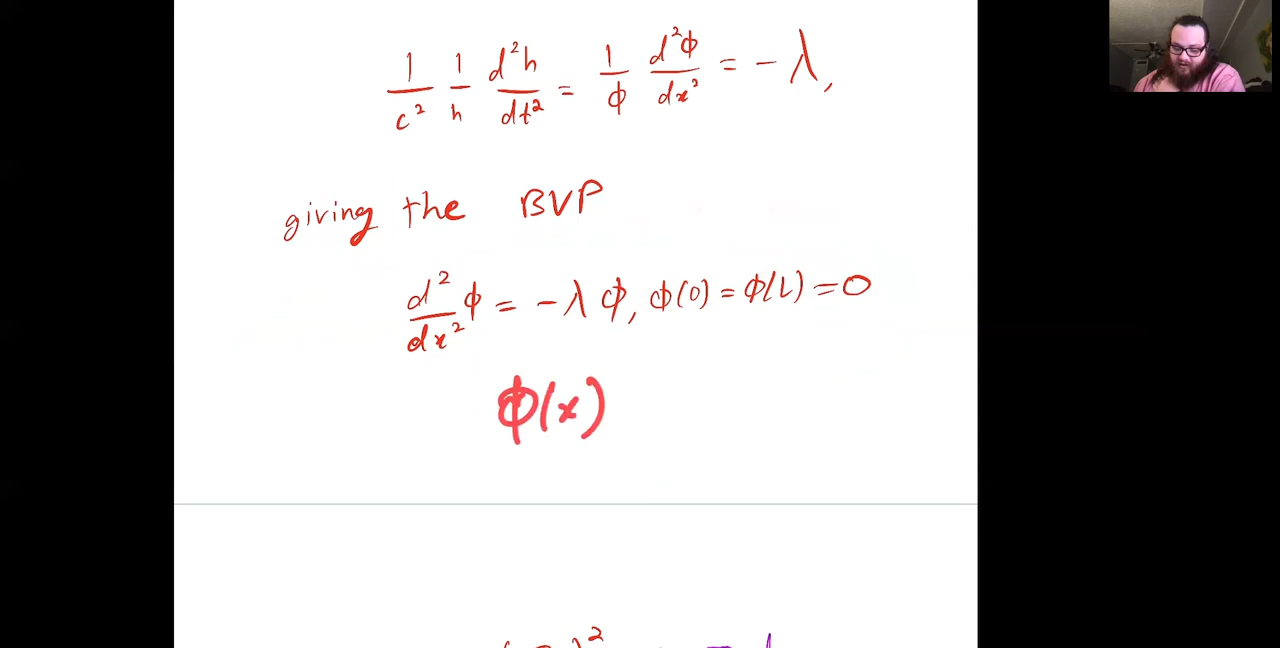 1/c² 1/h d²h/dt² = 1/ϕ d²ϕ/dx² = -λ,
giving the BVP
d²/dx² ϕ = -λ ϕ, ϕ(0) = ϕ(L) = 0
ϕ(x)